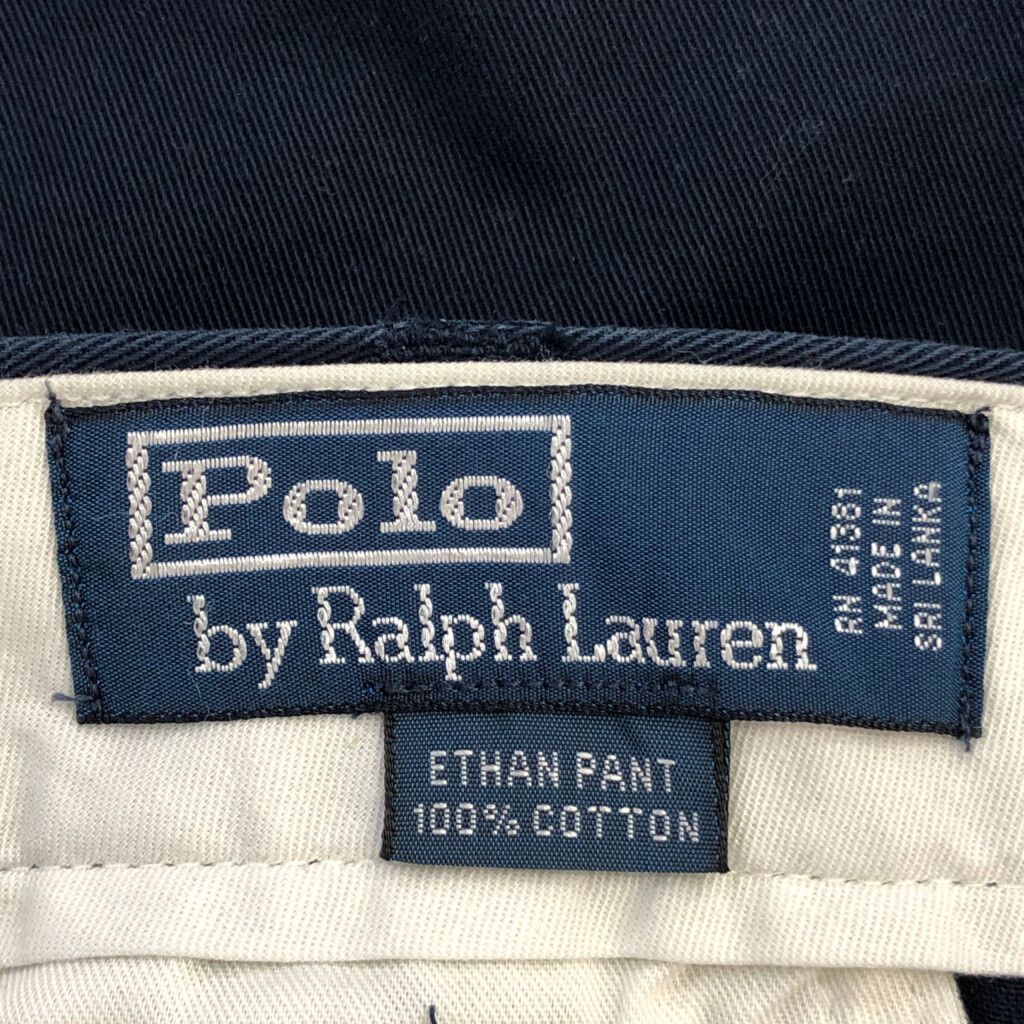 Polo
by Ralph Lauren
RN 41381
MADE IN
SRI LANKA
ETHAN PANT
100% COTTON